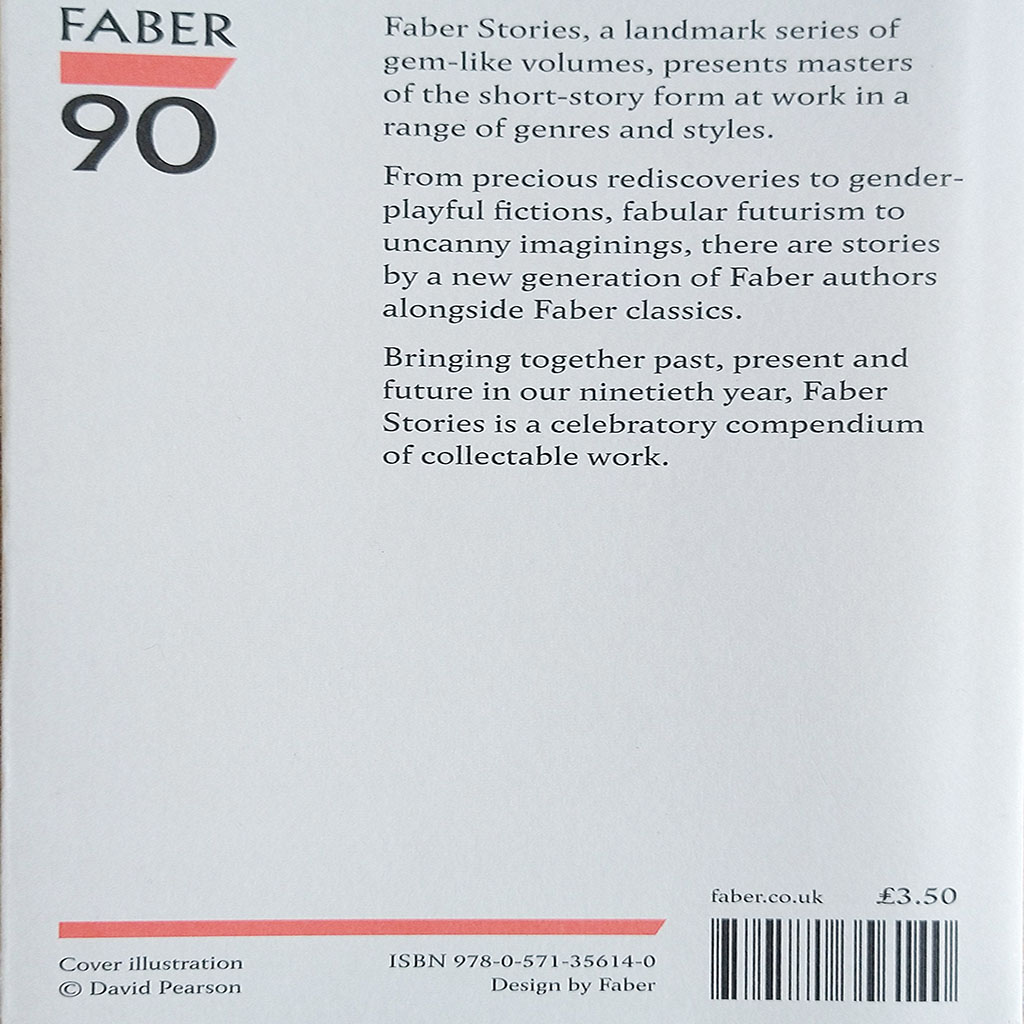 FABER
90
Faber Stories, a landmark series of
gem-like volumes, presents masters
of the short-story form at work in a
range of genres and styles.
From precious rediscoveries to gender-
playful fictions, fabular futurism to
uncanny imaginings, there are stories
by a new generation of Faber authors
alongside Faber classics.
Bringing together past, present and
future in our ninetieth year, Faber
Stories is a celebratory compendium
of collectable work.
faber.co.uk £3.50
Cover illustration
© David Pearson
ISBN 978-0-571-35614-0
Design by Faber